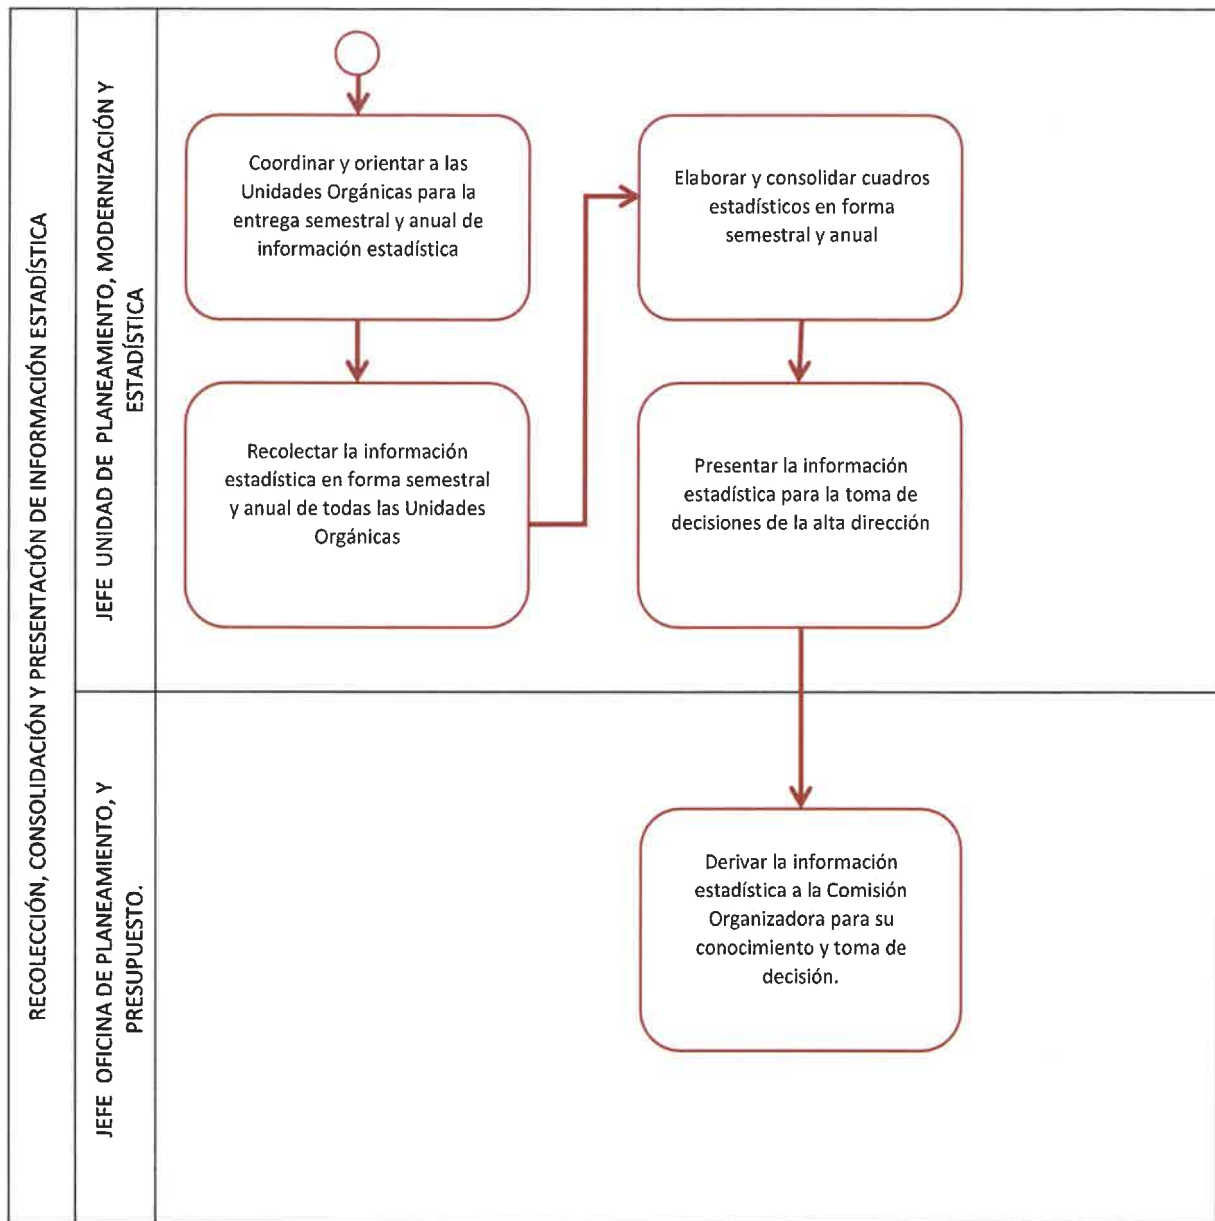 RECOLECCIÓN, CONSOLIDACIÓN Y PRESENTACIÓN DE INFORMACIÓN ESTADÍSTICA
JEFE UNIDAD DE PLANEAMIENTO, MODERNIZACIÓN Y
ESTADÍSTICA
Coordinar y orientar a las
Unidades Orgánicas para la
entrega semestral y anual de
información estadística
Recolectar la información
estadística en forma semestral
y anual de todas las Unidades
Orgánicas
Elaborar y consolidar cuadros
estadísticos en forma
semestral y anual
Presentar la información
estadística para la toma de
decisiones de la alta dirección
JEFE OFICINA DE PLANEAMIENTO, Y
PRESUPUESTO.
Derivar la información
estadística a la Comisión
Organizadora para su
conocimiento y toma de
decisión.